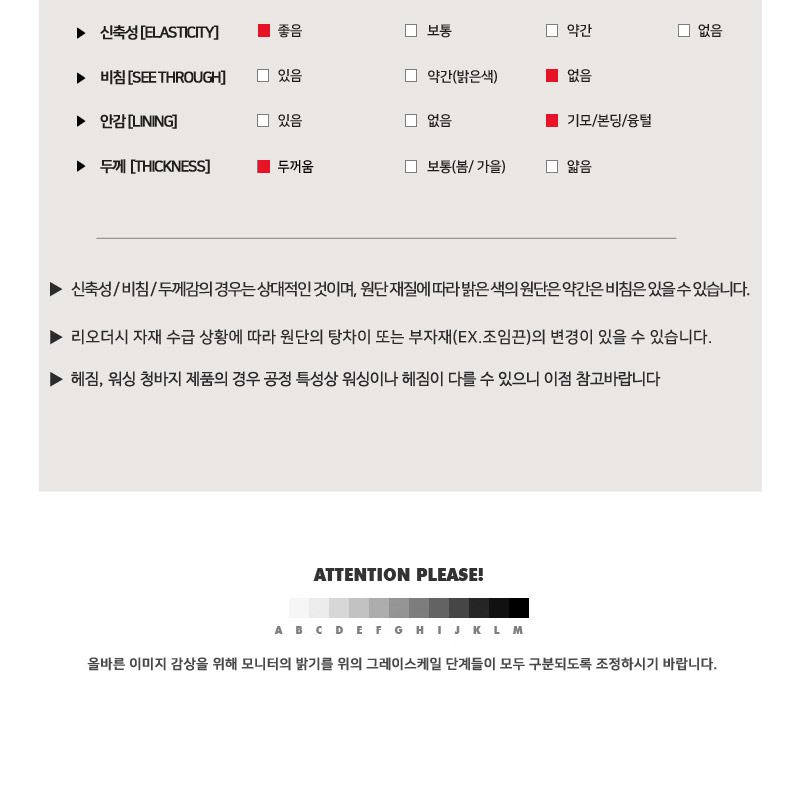 ▶ 신축성 [ELASTICITY] 좋음 보통 약간 없음
▶ 비침 [SEE THROUGH] 있음 약간(밝은색) 없음
▶ 안감 [LINING] 있음 없음 기모/본딩/융털
▶ 두께 [THICKNESS] 두꺼움 보통(봄/ 가을) 얇음
▶ 신축성 / 비침 / 두께감의 경우는 상대적인 것이며, 원단 재질에 따라 밝은 색의 원단은 약간은 비침은 있을 수 있습니다.
▶ 리오더시 자재 수급 상황에 따라 원단의 탕차이 또는 부자재(EX.조임끈)의 변경이 있을 수 있습니다.
▶ 헤짐, 워싱 청바지 제품의 경우 공정 특성상 워싱이나 헤짐이 다를 수 있으니 이점 참고바랍니다
ATTENTION PLEASE!
A B C D E F G H I J K L M
올바른 이미지 감상을 위해 모니터의 밝기를 위의 그레이스케일 단계들이 모두 구분되도록 조정하시기 바랍니다.